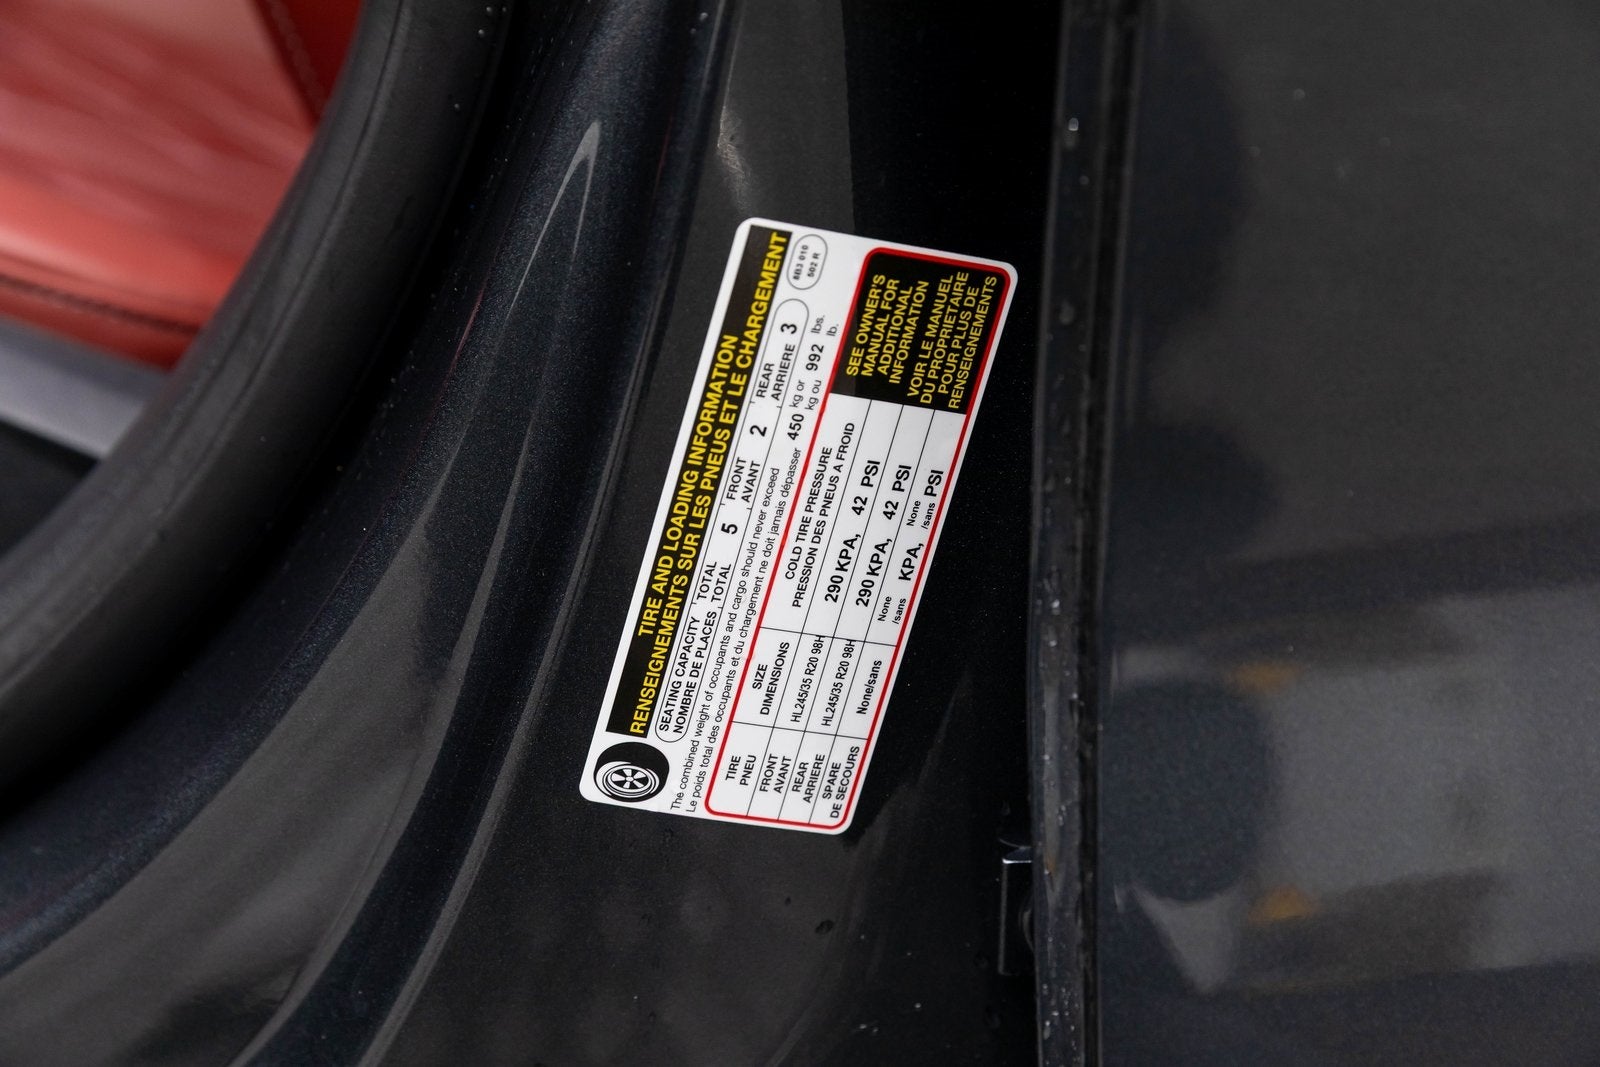 TIRE AND LOADING INFORMATION
RENSEIGNEMENTS SUR LES PNEUS ET LE CHARGEMENT
SEATING CAPACITY TOTAL 5 FRONT 2 REAR 3
NOMBRE DE PLACES TOTAL AVANT ARRIERE
8B3 010
502 R
The combined weight of occupants and cargo should never exceed 450 kg or 992 lbs.
Le poids total des occupants et du chargement ne doit jamais dépasser kg ou lb.
TIRE SIZE COLD TIRE PRESSURE
PNEU DIMENSIONS PRESSION DES PNEUS A FROID
FRONT HL245/35 R20 98H 290 KPA, 42 PSI
AVANT
REAR HL245/35 R20 98H 290 KPA, 42 PSI
ARRIERE
SPARE None/sans None KPA, None PSI
DE SECOURS /sans /sans
SEE OWNER'S
MANUAL FOR
ADDITIONAL
INFORMATION
VOIR LE MANUEL
DU PROPRIETAIRE
POUR PLUS DE
RENSEIGNEMENTS